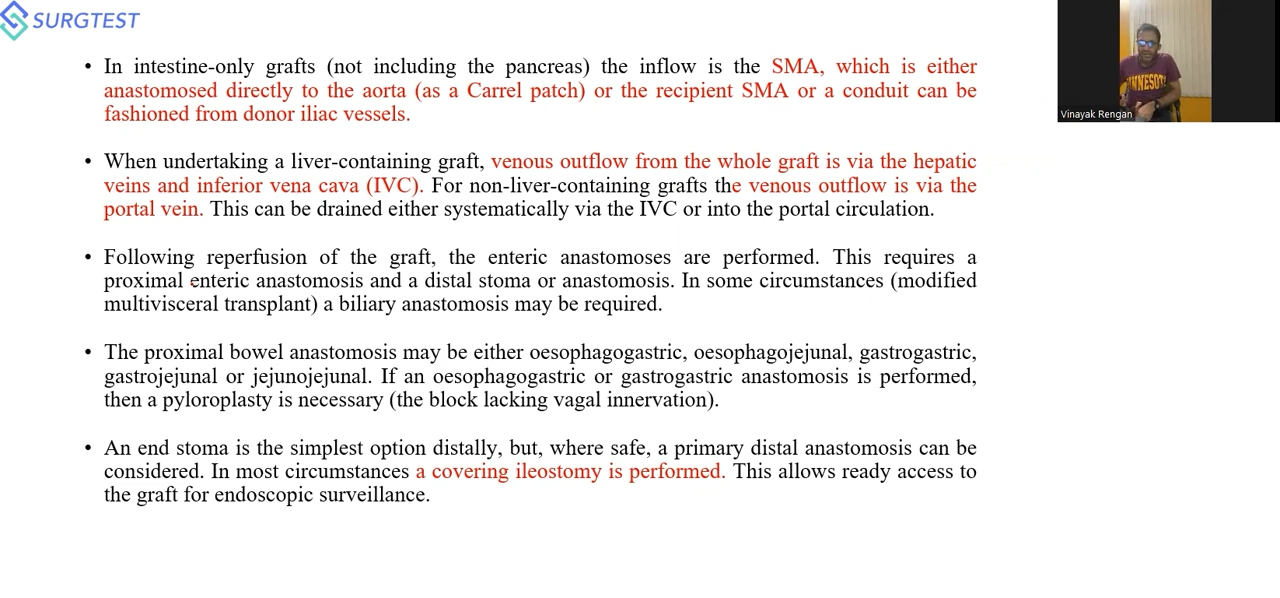 SURGTEST
• In intestine-only grafts (not including the pancreas) the inflow is the SMA, which is either
anastomosed directly to the aorta (as a Carrel patch) or the recipient SMA or a conduit can be
fashioned from donor iliac vessels.
• When undertaking a liver-containing graft, venous outflow from the whole graft is via the hepatic
veins and inferior vena cava (IVC). For non-liver-containing grafts the venous outflow is via the
portal vein. This can be drained either systematically via the IVC or into the portal circulation.
• Following reperfusion of the graft, the enteric anastomoses are performed. This requires a
proximal enteric anastomosis and a distal stoma or anastomosis. In some circumstances (modified
multivisceral transplant) a biliary anastomosis may be required.
• The proximal bowel anastomosis may be either oesophagogastric, oesophagojejunal, gastrogastric,
gastrojejunal or jejunojejunal. If an oesophagogastric or gastrogastric anastomosis is performed,
then a pyloroplasty is necessary (the block lacking vagal innervation).
• An end stoma is the simplest option distally, but, where safe, a primary distal anastomosis can be
considered. In most circumstances a covering ileostomy is performed. This allows ready access to
the graft for endoscopic surveillance.
Vinayak Rengan